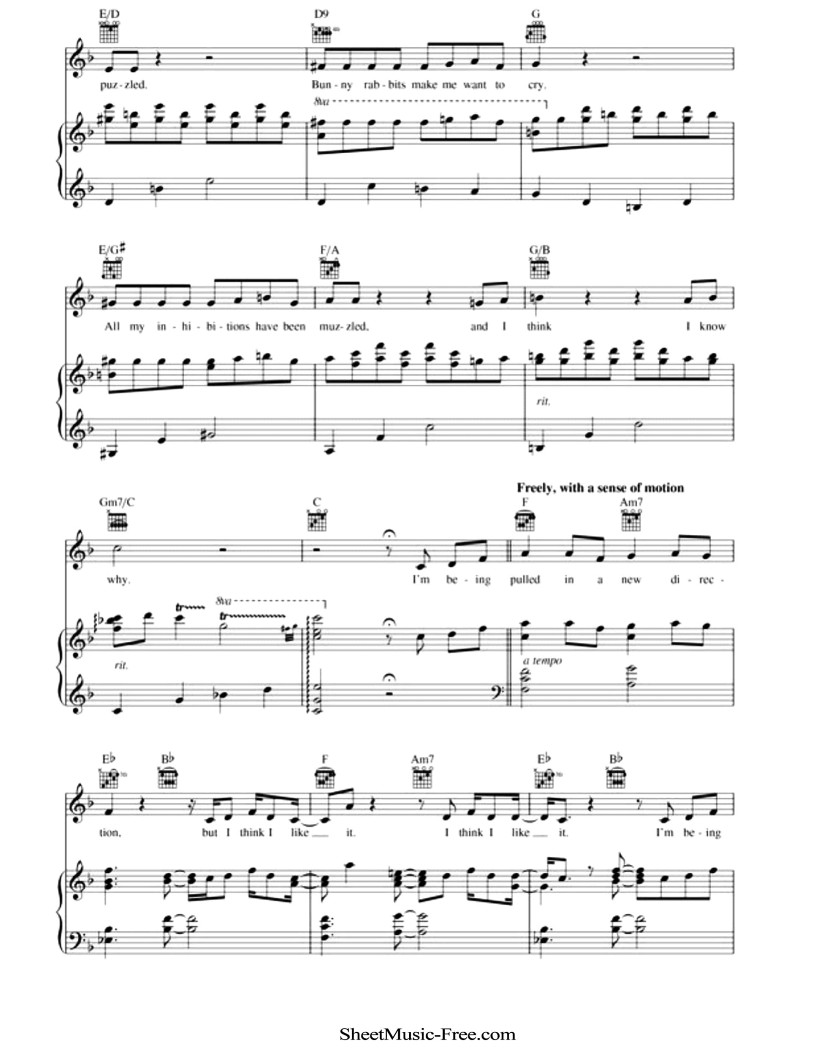 E/D D9 G
puz-zled. Bun-ny rab-bits make me want to cry.
8va
E/G♯ F/A G/B
All my in-hi-bi-tions have been muz-zled, and I think I know
rit.
Freely, with a sense of motion
Gm7/C C F Am7
why. I'm be-ing pulled in a new di-rec-
tr tr 8va
rit. a tempo
E♭ B♭ F Am7 E♭ B♭
tion, but I think I like it. I think I like it. I'm be-ing
SheetMusic-Free.com